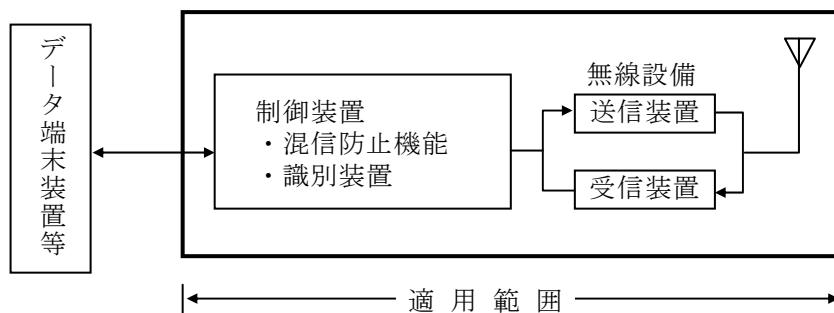 データ端末装置等
制御装置
・混信防止機能
・識別装置
無線設備
送信装置
受信装置
適用範囲